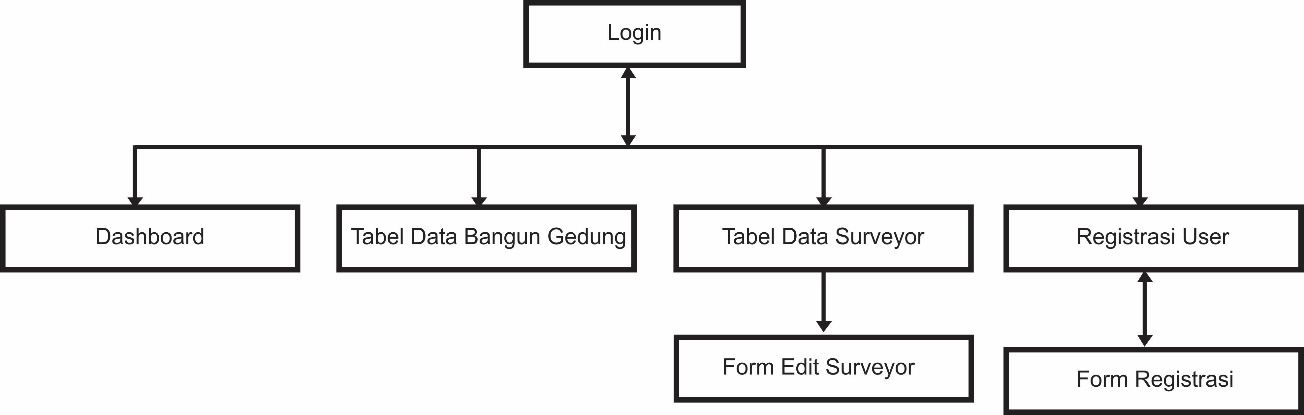 Login
Dashboard
Tabel Data Bangun Gedung
Tabel Data Surveyor
Registrasi User
Form Edit Surveyor
Form Registrasi